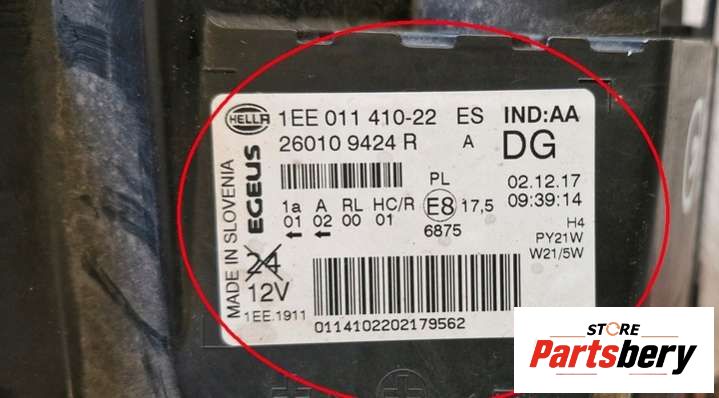 HELLA 1EE 011 410-22 ES IND:AA
26010 9424 R A DG
PL 02.12.17
1a A RL HC/R E8 17,5 09:39:14
01 02 00 01 6875 H4
PY21W
W21/5W
MADE IN SLOVENIA
EGEUS
24
12V
1EE.1911
0114102202179562
STORE
Partsbery